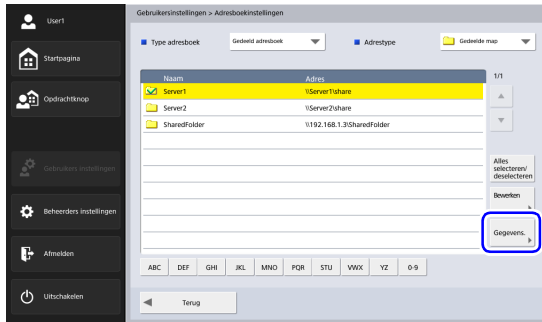 User1
Startpagina
Opdrachtknop
Gebruikers instellingen
Beheerders instellingen
Afmelden
Uitschakelen
Gebruikersinstellingen > Adresboekinstellingen
Type adresboek
Gedeeld adresboek
Adrestype
Gedeelde map
Naam Adres
Server1 \\Server1\share
Server2 \\Server2\share
SharedFolder \\192.168.1.3\SharedFolder
1/1
Alles
selecteren/
deselecteren
Bewerken
Gegevens.
ABC DEF GHI JKL MNO PQR STU VWX YZ 0-9
Terug